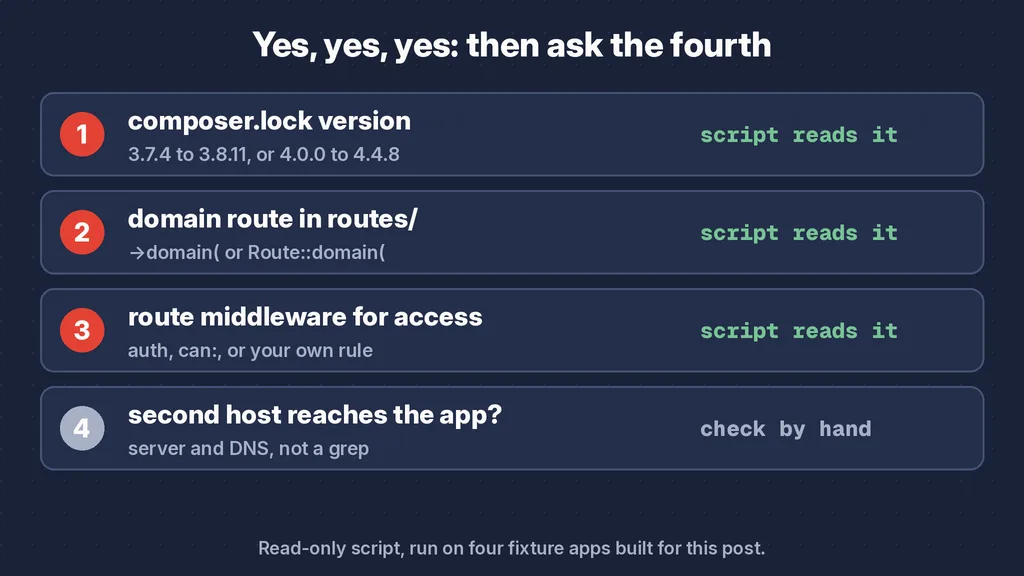 Yes, yes, yes: then ask the fourth
1
composer.lock version
3.7.4 to 3.8.11, or 4.0.0 to 4.4.8
script reads it
2
domain route in routes/
->domain( or Route::domain(
script reads it
3
route middleware for access
auth, can:, or your own rule
script reads it
4
second host reaches the app?
server and DNS, not a grep
check by hand
Read-only script, run on four fixture apps built for this post.